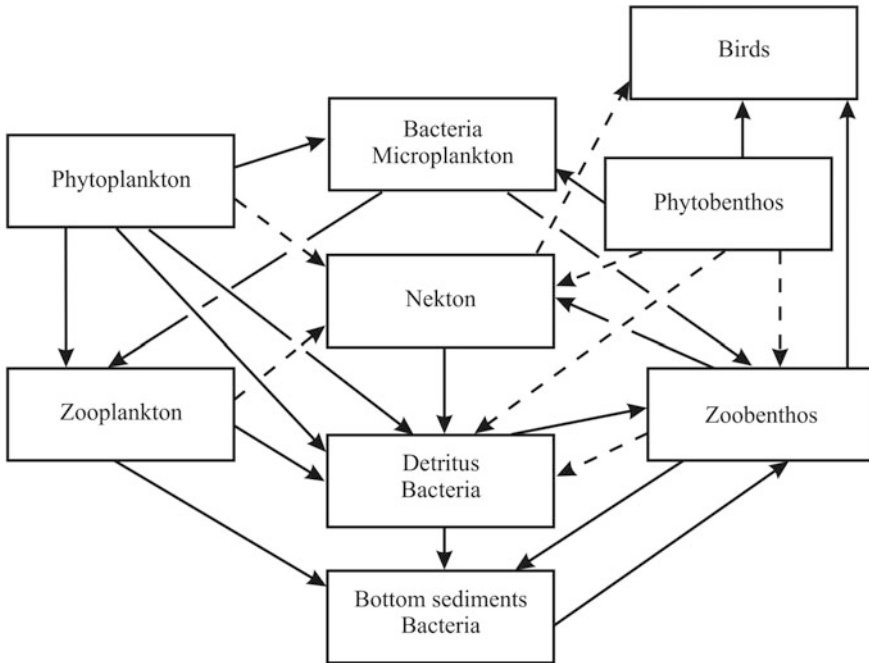 Birds
Bacteria
Microplankton
Phytoplankton
Phytobenthos
Nekton
Zooplankton
Zoobenthos
Detritus
Bacteria
Bottom sediments
Bacteria